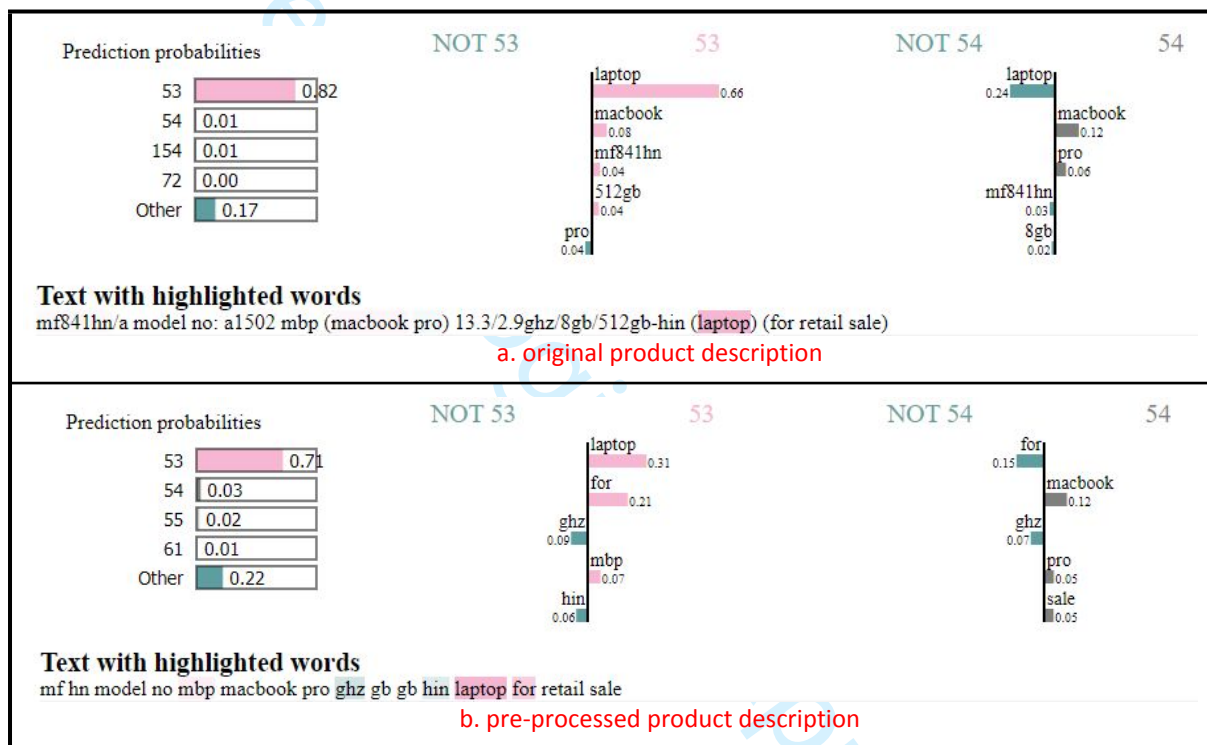 Prediction probabilities
53 0.82
54 0.01
154 0.01
72 0.00
Other 0.17
NOT 53 53
laptop
0.66
macbook
0.08
mf841hn
0.04
512gb
0.04
pro
0.04
NOT 54 54
laptop
0.24
macbook
0.12
pro
0.06
mf841hn
0.03
8gb
0.02
Text with highlighted words
mf841hn/a model no: a1502 mbp (macbook pro) 13.3/2.9ghz/8gb/512gb-hin (laptop) (for retail sale)
a. original product description
Prediction probabilities
53 0.71
54 0.03
55 0.02
61 0.01
Other 0.22
NOT 53 53
laptop
0.31
for
0.21
ghz
0.09
mbp
0.07
hin
0.06
NOT 54 54
for
0.15
macbook
0.12
ghz
0.07
pro
0.05
sale
0.05
Text with highlighted words
mf hn model no mbp macbook pro ghz gb gb hin laptop for retail sale
b. pre-processed product description